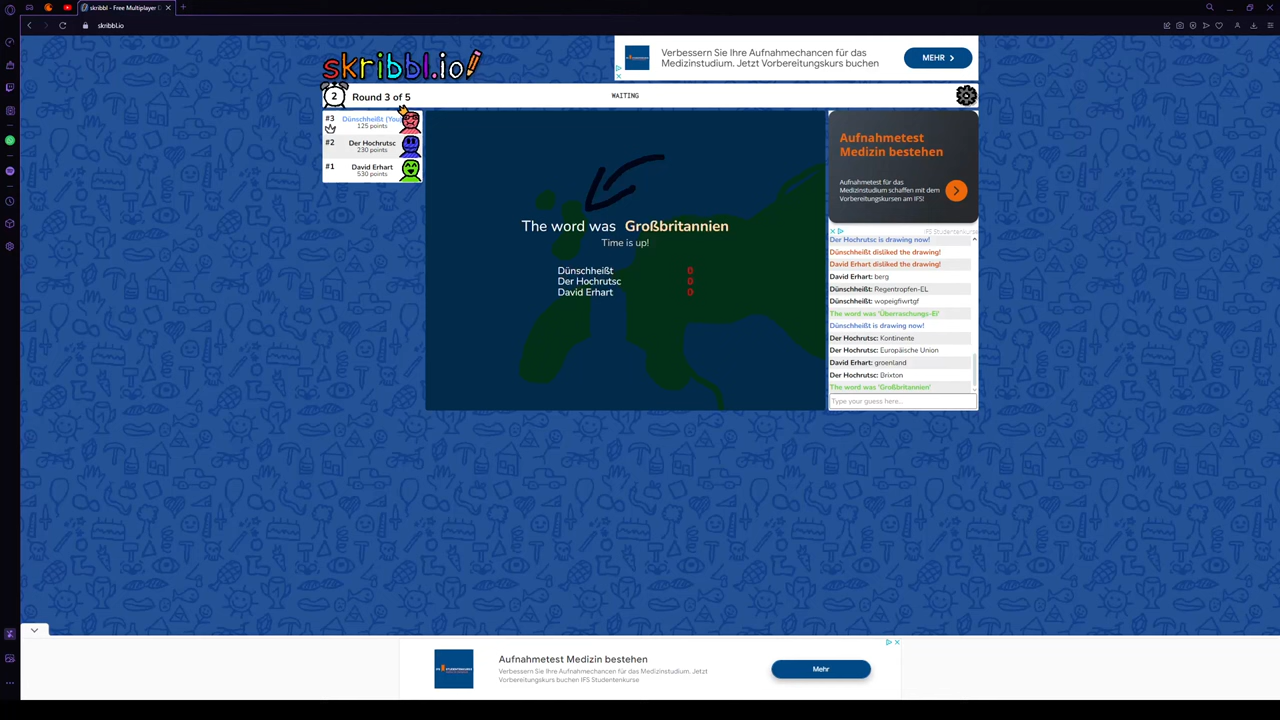 skribbl - Free Multiplayer D
skribbl.io
skribbl.io
Verbessern Sie Ihre Aufnahmechancen für das
Medizinstudium. Jetzt Vorbereitungskurs buchen
MEHR
2
Round 3 of 5
WAITING
#3
Dünschheißt (You)
125 points
#2
Der Hochrutsc
230 points
#1
David Erhart
530 points
The word was Großbritannien
Time is up!
Dünschheißt 0
Der Hochrutsc 0
David Erhart 0
Aufnahmetest
Medizin bestehen
Aufnahmetest für das
Medizinstudium schaffen mit dem
Vorbereitungskursen am IFS!
IFS Studentenkurse
Der Hochrutsc is drawing now!
Dünschheißt disliked the drawing!
David Erhart disliked the drawing!
David Erhart: berg
Dünschheißt: Regentropfen-EL
Dünschheißt: wopeigfiwrtgf
The word was 'Überraschungs-Ei'
Dünschheißt is drawing now!
Der Hochrutsc: Kontinente
Der Hochrutsc: Europäische Union
David Erhart: groenland
Der Hochrutsc: Brixton
The word was 'Großbritannien'
Type your guess here...
Aufnahmetest Medizin bestehen
Verbessern Sie Ihre Aufnahmechancen für das Medizinstudium. Jetzt
Vorbereitungskurs buchen IFS Studentenkurse
Mehr